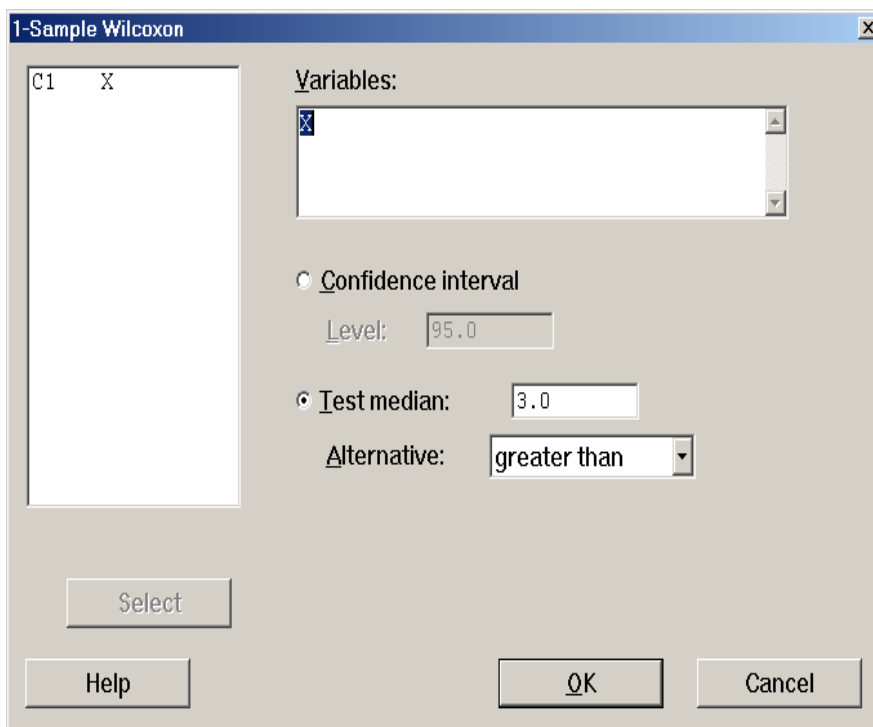 1-Sample Wilcoxon
C1 X
Variables:
X
Confidence interval
Level: 95.0
Test median: 3.0
Alternative: greater than
Select
Help
OK
Cancel